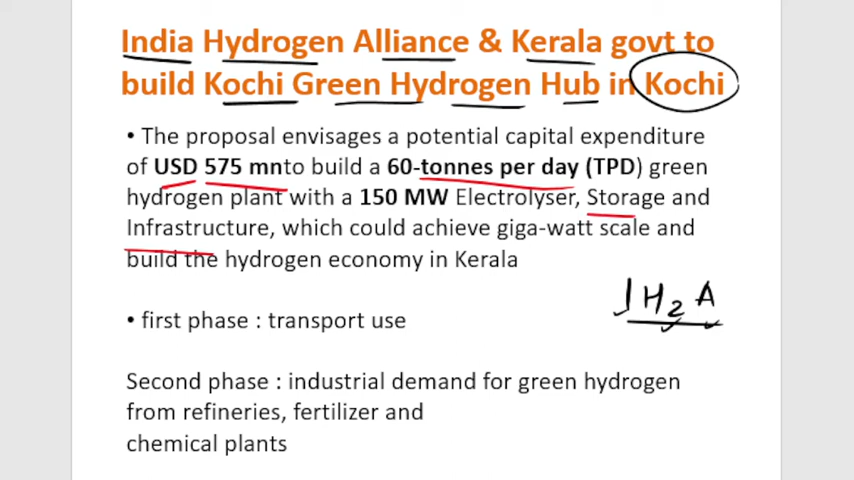 India Hydrogen Alliance & Kerala govt to
build Kochi Green Hydrogen Hub in Kochi
• The proposal envisages a potential capital expenditure
of USD 575 mnto build a 60-tonnes per day (TPD) green
hydrogen plant with a 150 MW Electrolyser, Storage and
Infrastructure, which could achieve giga-watt scale and
build the hydrogen economy in Kerala
IH2A
• first phase : transport use
Second phase : industrial demand for green hydrogen
from refineries, fertilizer and
chemical plants